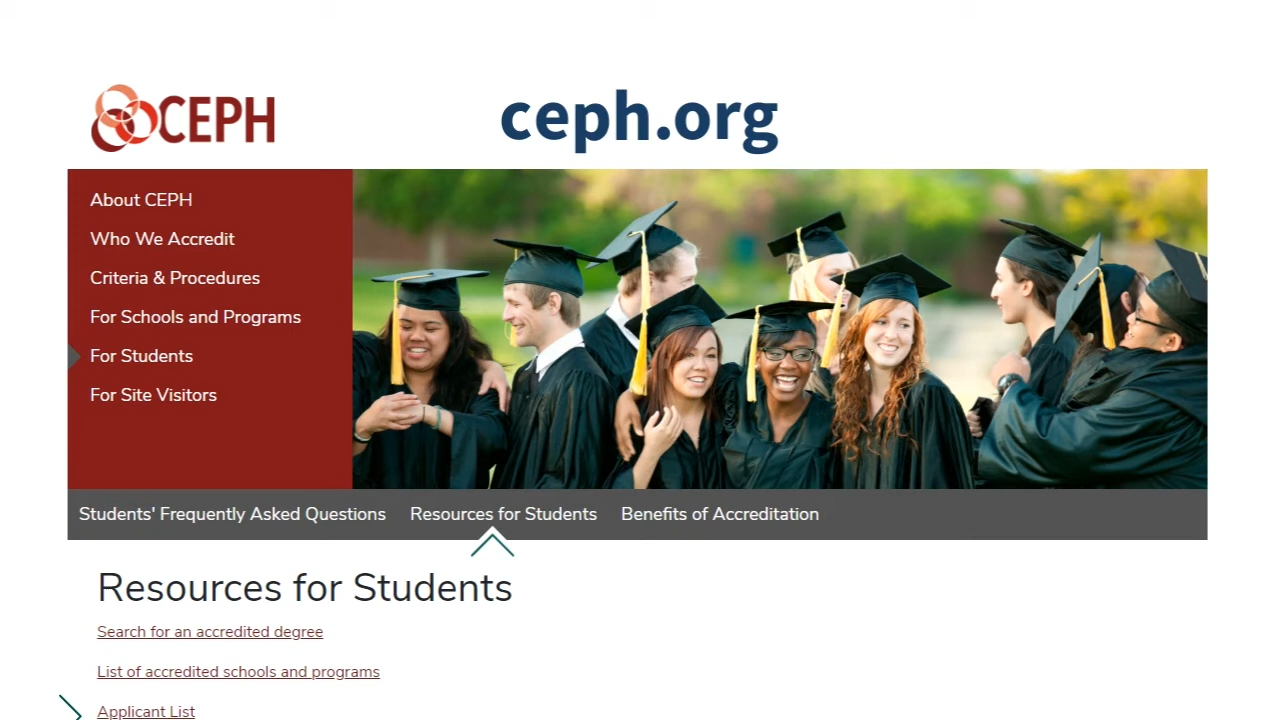 CEPH
ceph.org
About CEPH
Who We Accredit
Criteria & Procedures
For Schools and Programs
For Students
For Site Visitors
Students' Frequently Asked Questions Resources for Students Benefits of Accreditation
Resources for Students
Search for an accredited degree
List of accredited schools and programs
Applicant List